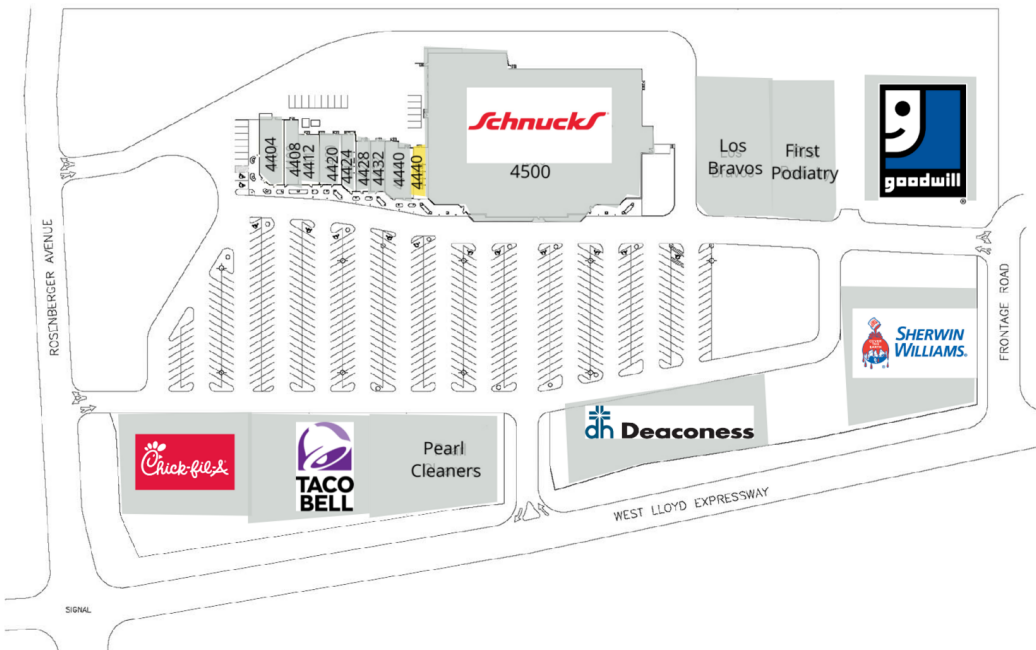 Schnucks
4500
4404
4408
4412
4420
4424
4428
4432
4440
4440
Los
Bravos
First
Podiatry
goodwill
®
ROSENBERGER AVENUE
FRONTAGE ROAD
SHERWIN
WILLIAMS®
Chick-fil-A®
TACO
BELL
Pearl
Cleaners
dh Deaconess
WEST LLOYD EXPRESSWAY
SIGNAL